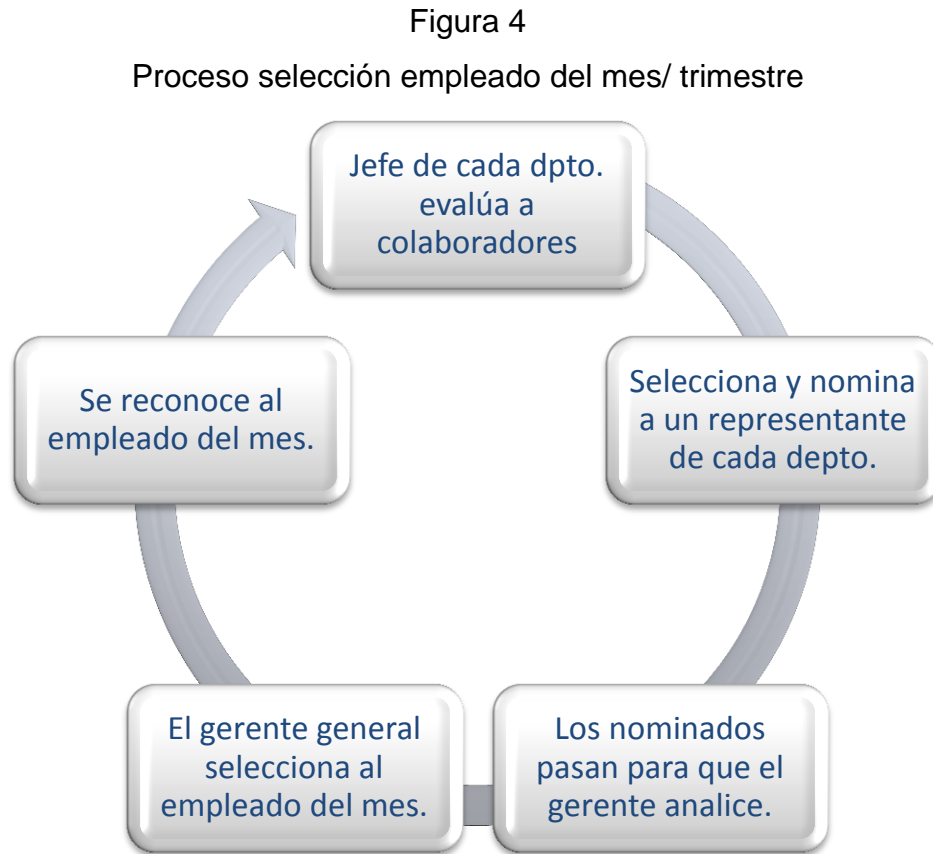 Figura 4
Proceso selección empleado del mes/ trimestre
Jefe de cada dpto.
evalúa a
colaboradores
Selecciona y nomina
a un representante
de cada depto.
Los nominados
pasan para que el
gerente analice.
El gerente general
selecciona al
empleado del mes.
Se reconoce al
empleado del mes.